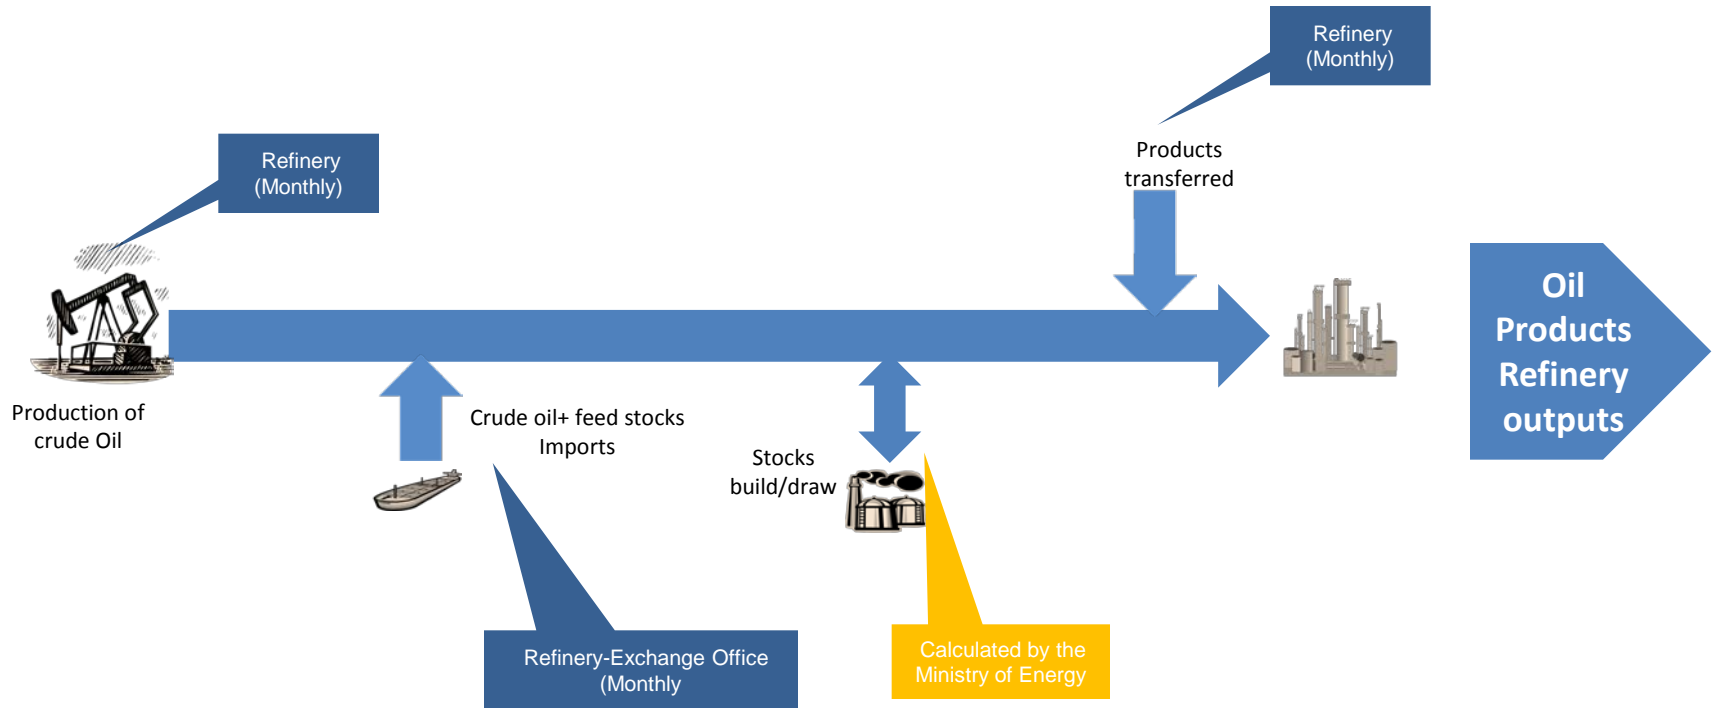 Refinery
(Monthly)
Refinery
(Monthly)
Products
transferred
Production of
crude Oil
Crude oil+ feed stocks
Imports
Stocks
build/draw
Oil
Products
Refinery
outputs
Refinery-Exchange Office
(Monthly
Calculated by the
Ministry of Energy